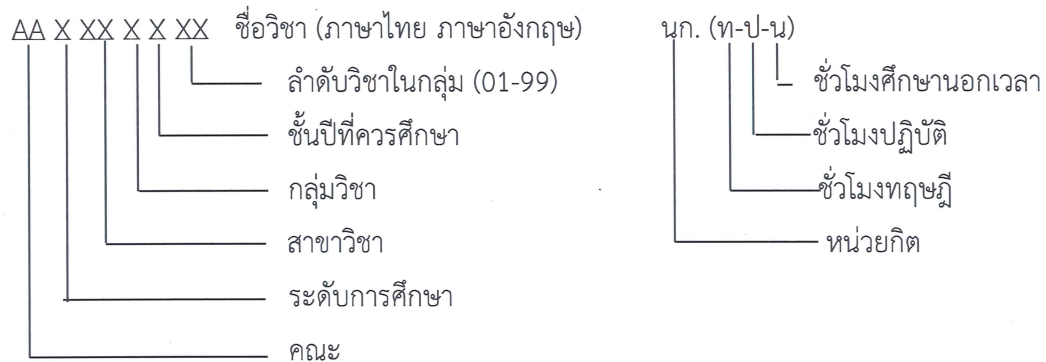 AA X XX X X XX ชื่อวิชา (ภาษาไทย ภาษาอังกฤษ) นก. (ท-ป-น)
ลำดับวิชาในกลุ่ม (01-99) ชั่วโมงศึกษานอกเวลา
ชั้นปีที่ควรศึกษา ชั่วโมงปฏิบัติ
กลุ่มวิชา ชั่วโมงทฤษฎี
สาขาวิชา หน่วยกิต
ระดับการศึกษา
คณะ